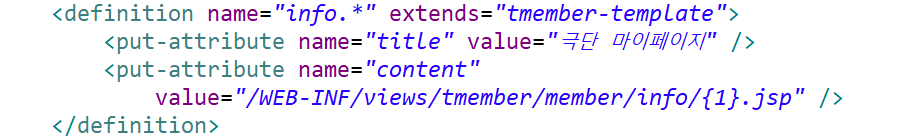 <definition name="info.*" extends="tmember-template">
<put-attribute name="title" value="극단 마이페이지" />
<put-attribute name="content"
value="/WEB-INF/views/tmember/member/info/{1}.jsp" />
</definition>